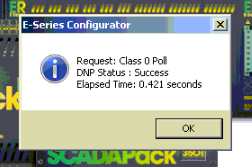 E-Series Configurator
Request: Class 0 Poll
DNP Status : Success
Elapsed Time: 0.421 seconds
OK
SCADAPACK